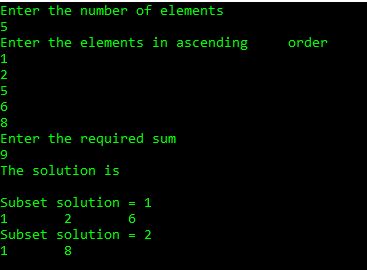 Enter the number of elements
5
Enter the elements in ascending     order
1
2
5
6
8
Enter the required sum
9
The solution is

Subset solution = 1
1       2       6
Subset solution = 2
1       8